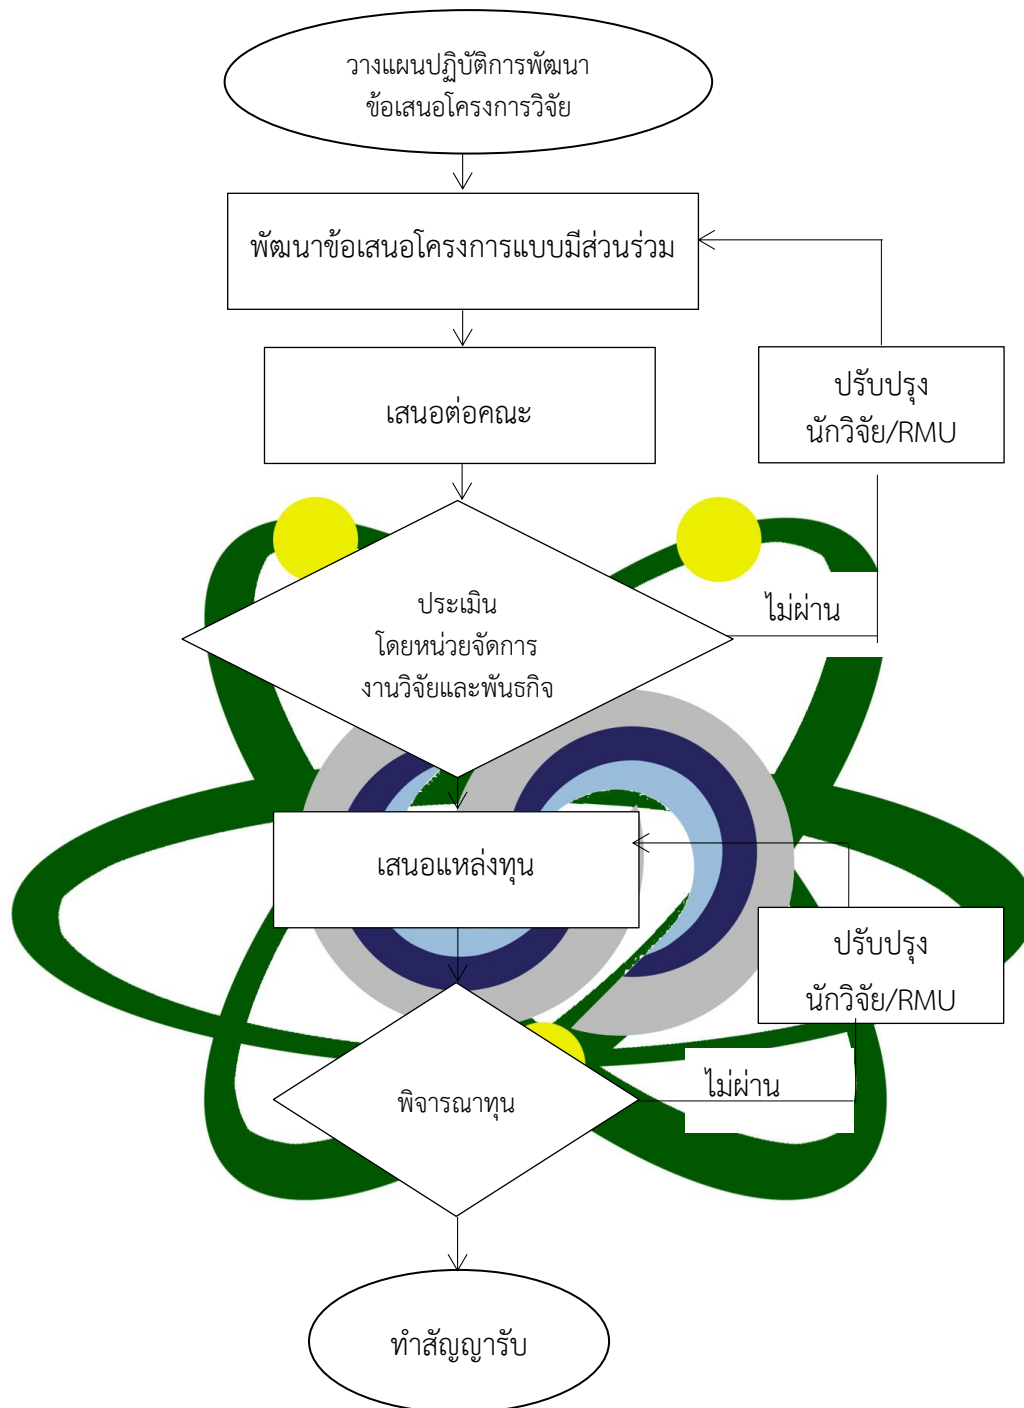 วางแผนปฏิบัติการพัฒนา
ข้อเสนอโครงการวิจัย
พัฒนาข้อเสนอโครงการแบบมีส่วนร่วม
เสนอต่อคณะ
ปรับปรุง
นักวิจัย/RMU
ประเมิน
โดยหน่วยจัดการ
งานวิจัยและพันธกิจ
ไม่ผ่าน
เสนอแหล่งทุน
ปรับปรุง
นักวิจัย/RMU
พิจารณาทุน
ไม่ผ่าน
ทำสัญญารับ